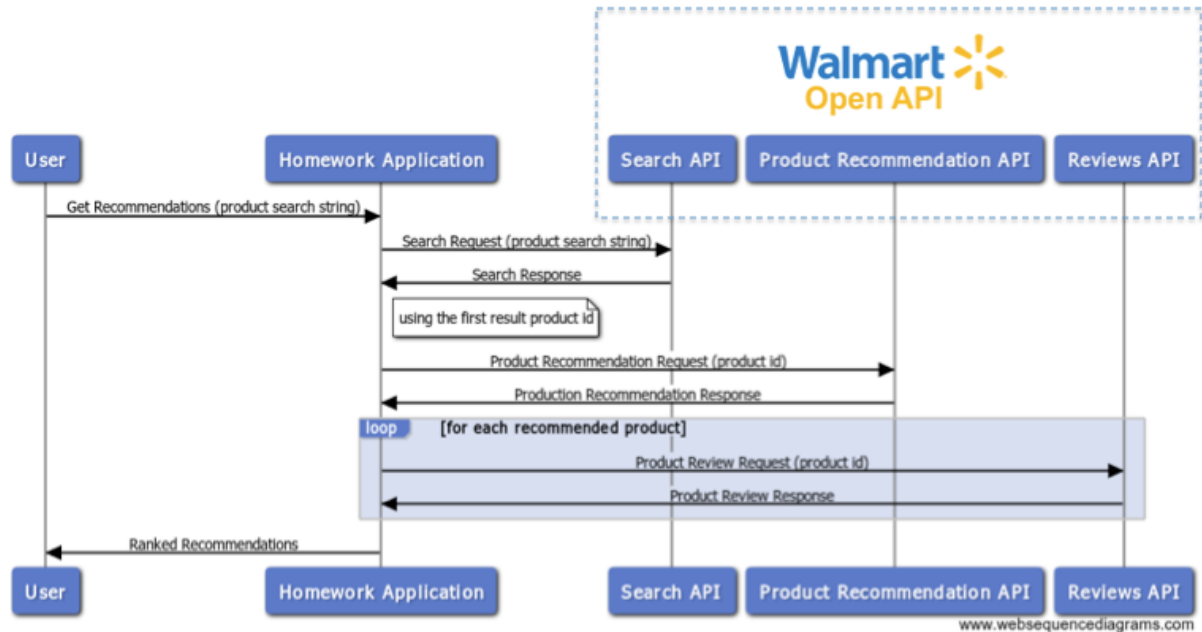 Walmart
Open API
User
Homework Application
Search API
Product Recommendation API
Reviews API
Get Recommendations (product search string)
Search Request (product search string)
Search Response
using the first result product id
Product Recommendation Request (product id)
Production Recommendation Response
loop
[for each recommended product]
Product Review Request (product id)
Product Review Response
Ranked Recommendations
User
Homework Application
Search API
Product Recommendation API
Reviews API
www.websequencediagrams.com